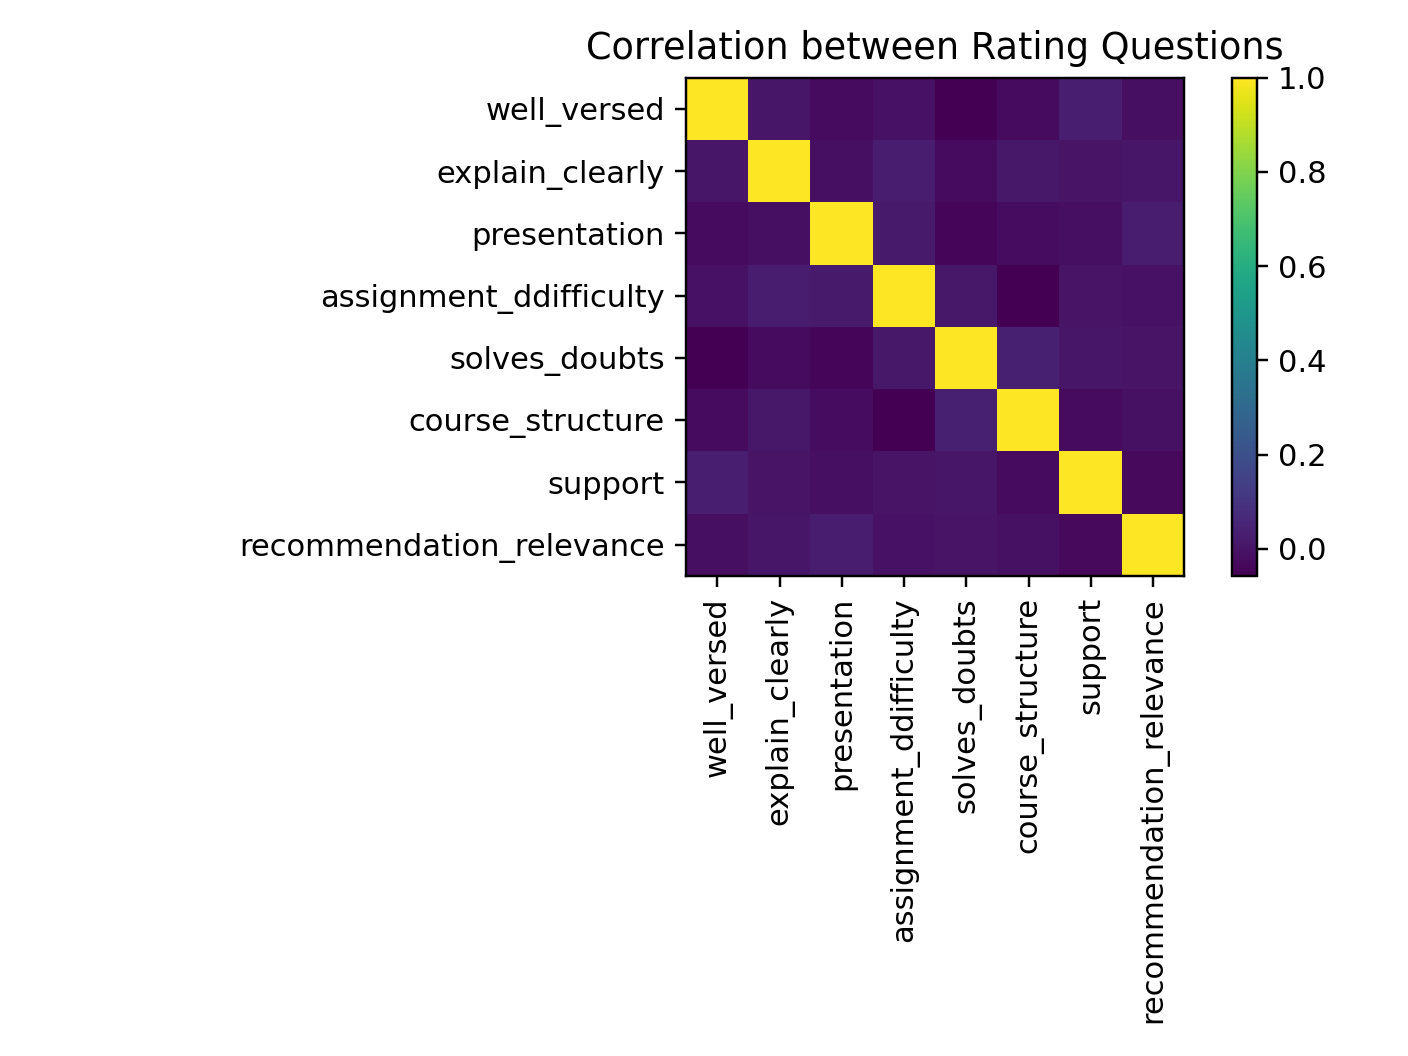 Correlation between Rating Questions
well_versed
explain_clearly
presentation
assignment_ddifficulty
solves_doubts
course_structure
support
recommendation_relevance
well_versed
explain_clearly
presentation
assignment_ddifficulty
solves_doubts
course_structure
support
recommendation_relevance
1.0
0.8
0.6
0.4
0.2
0.0